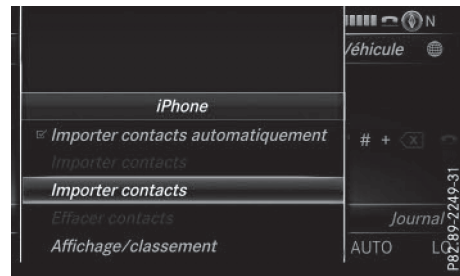 N
Véhicule
iPhone
Importer contacts automatiquement
# +
Importer contacts
Importer contacts
Effacer contacts
Journal
Affichage/classement
AUTO
P82.89-2249-31